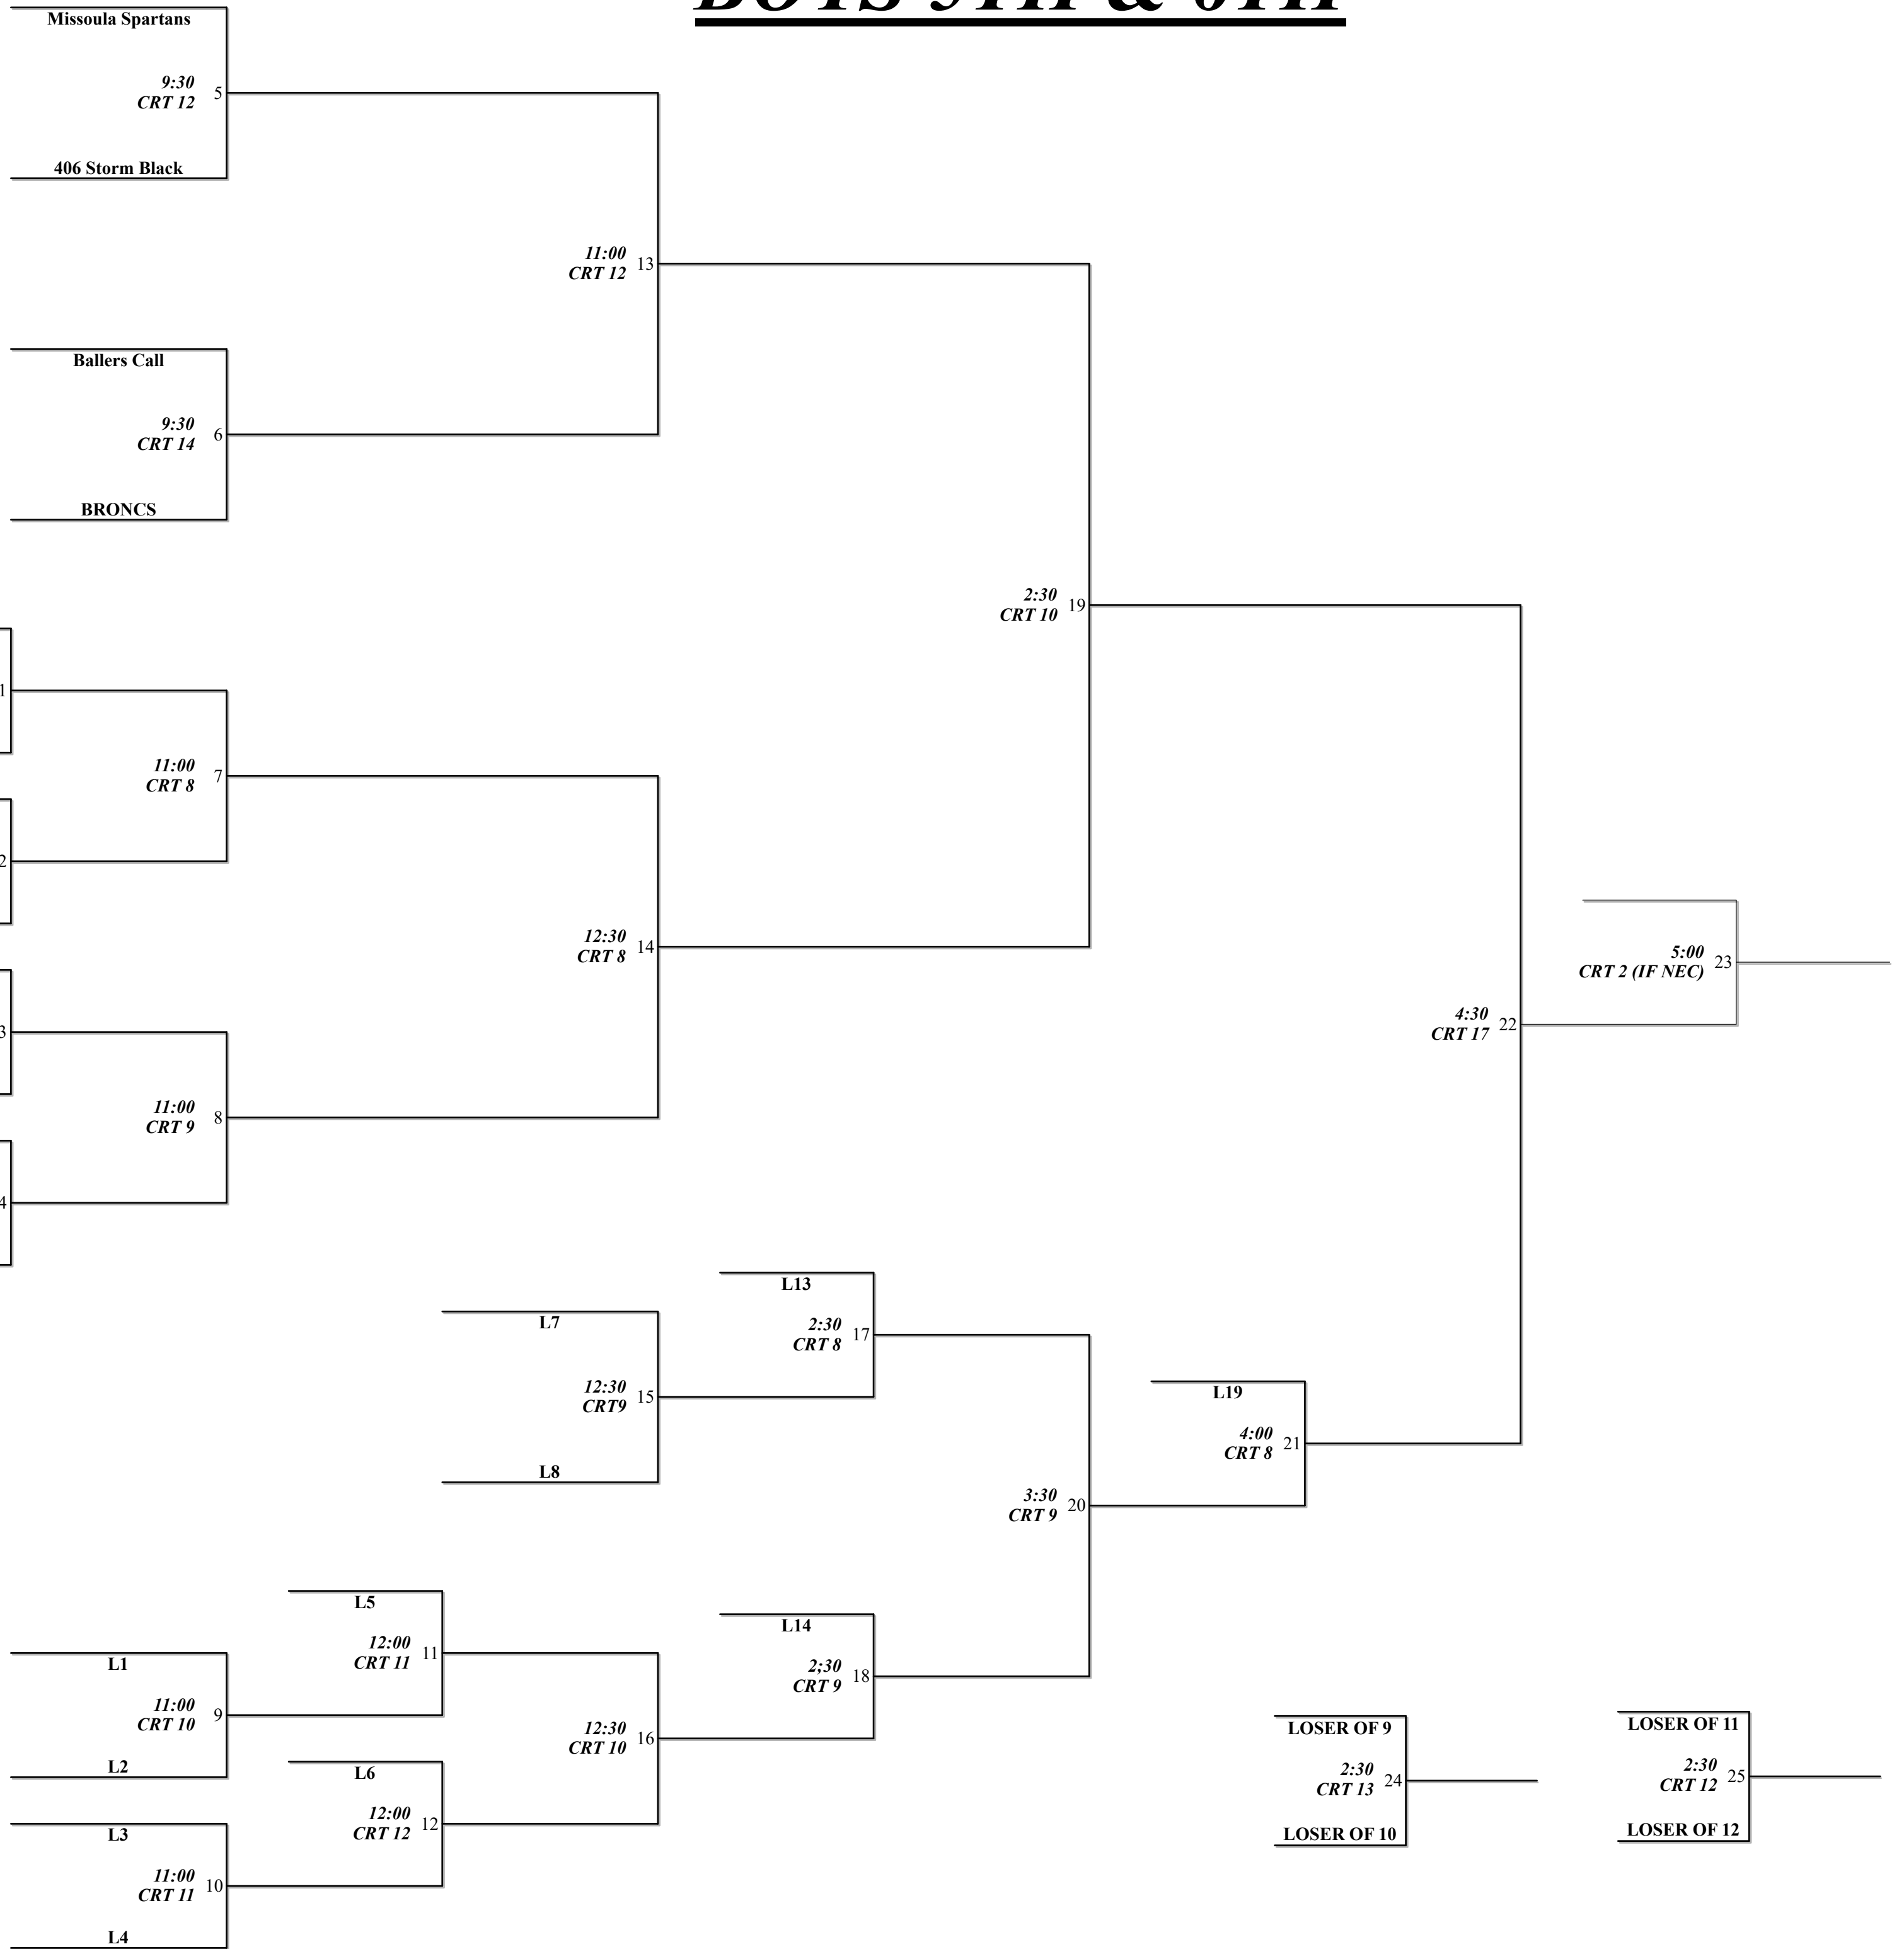 BOYS 5TH & 6TH
Missoula Spartans
9:30
CRT 12
5
406 Storm Black
11:00
CRT 12
13
Ballers Call
9:30
CRT 14
6
BRONCS
2:30
CRT 10
19
1
11:00
CRT 8
7
2
12:30
CRT 8
14
5:00
CRT 2 (IF NEC)
23
3
4:30
CRT 17
22
11:00
CRT 9
8
4
L13
L7
2:30
CRT 8
17
12:30
CRT9
15
L19
4:00
CRT 8
21
L8
3:30
CRT 9
20
L5
12:00
CRT 11
11
L14
2;30
CRT 9
18
L1
11:00
CRT 10
9
L2
12:30
CRT 10
16
L6
12:00
CRT 12
12
LOSER OF 9
2:30
CRT 13
24
LOSER OF 10
LOSER OF 11
2:30
CRT 12
25
LOSER OF 12
L3
11:00
CRT 11
10
L4